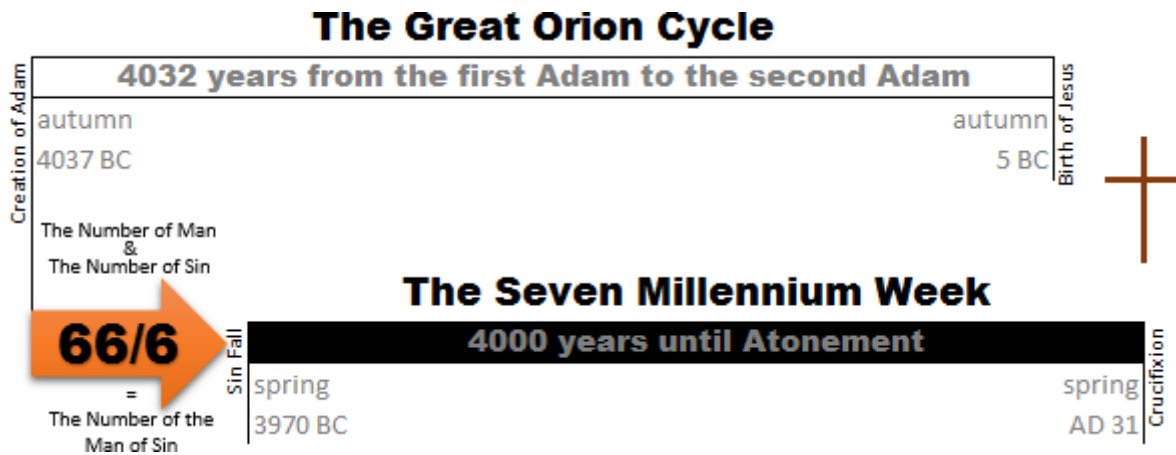 The Great Orion Cycle
4032 years from the first Adam to the second Adam
Creation of Adam
autumn
4037 BC
autumn
5 BC
Birth of Jesus
The Number of Man
&
The Number of Sin
The Seven Millennium Week
66/6
Sin Fall
4000 years until Atonement
=
The Number of the
Man of Sin
spring
3970 BC
spring
AD 31
Crucifixion